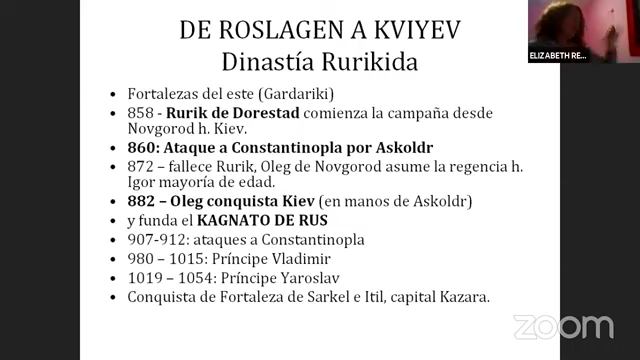 DE ROSLAGEN A KVIYEV
Dinastía Rurikida
• Fortalezas del este (Gardariki)
• 858 - Rurik de Dorestad comienza la campaña desde
Novgorod h. Kiev.
• 860: Ataque a Constantinopla por Askoldr
• 872 – fallece Rurik, Oleg de Novgorod asume la regencia h.
Igor mayoría de edad.
• 882 – Oleg conquista Kiev (en manos de Askoldr)
• y funda el KAGNATO DE RUS
• 907-912: ataques a Constantinopla
• 980 – 1015: Príncipe Vladimir
• 1019 – 1054: Príncipe Yaroslav
• Conquista de Fortaleza de Sarkel e Itil, capital Kazara.
ELIZABETH RE...
zoom